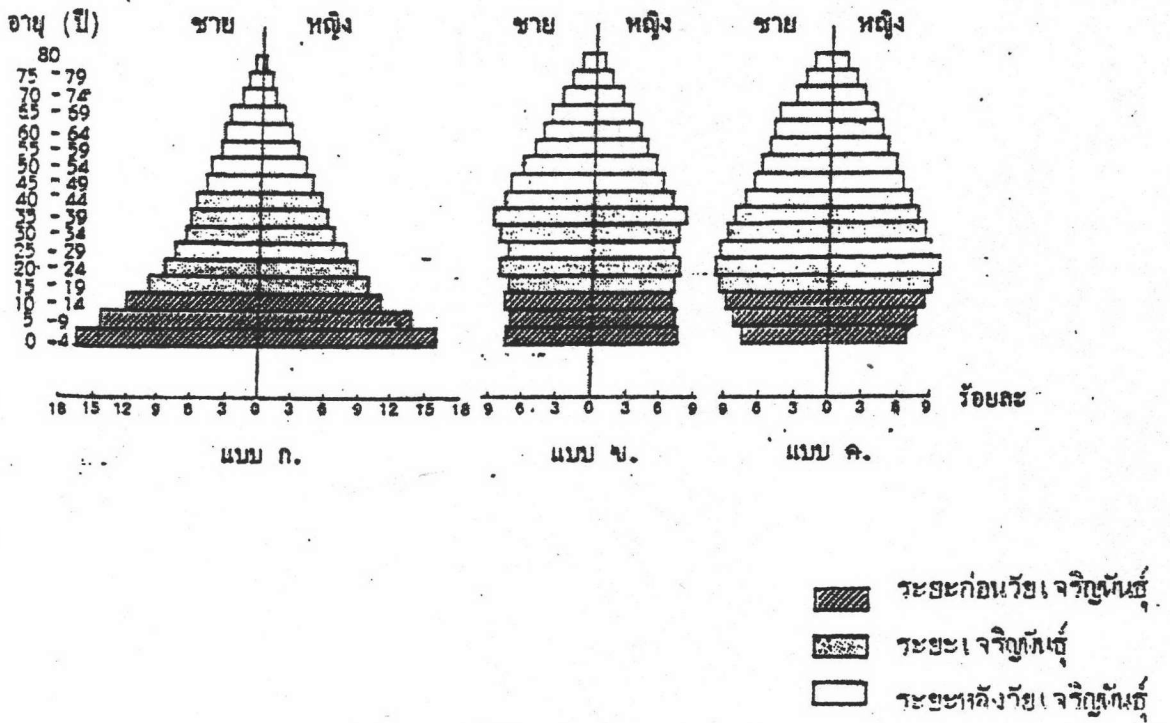 อายุ (ปี) ชาย หญิง ชาย หญิง ชาย หญิง
80
75 - 79
70 - 74
65 - 69
60 - 64
55 - 59
50 - 54
45 - 49
40 - 44
35 - 39
30 - 34
25 - 29
20 - 24
15 - 19
10 - 14
5 - 9
0 - 4
18 15 12 9 6 3 0 3 6 9 12 15 18 9 6 3 0 3 6 9 9 6 3 0 3 6 9 ร้อยละ
แบบ ก. แบบ ข. แบบ ค.
ระยะก่อนวัยเจริญพันธุ์
ระยะเจริญพันธุ์
ระยะหลังวัยเจริญพันธุ์